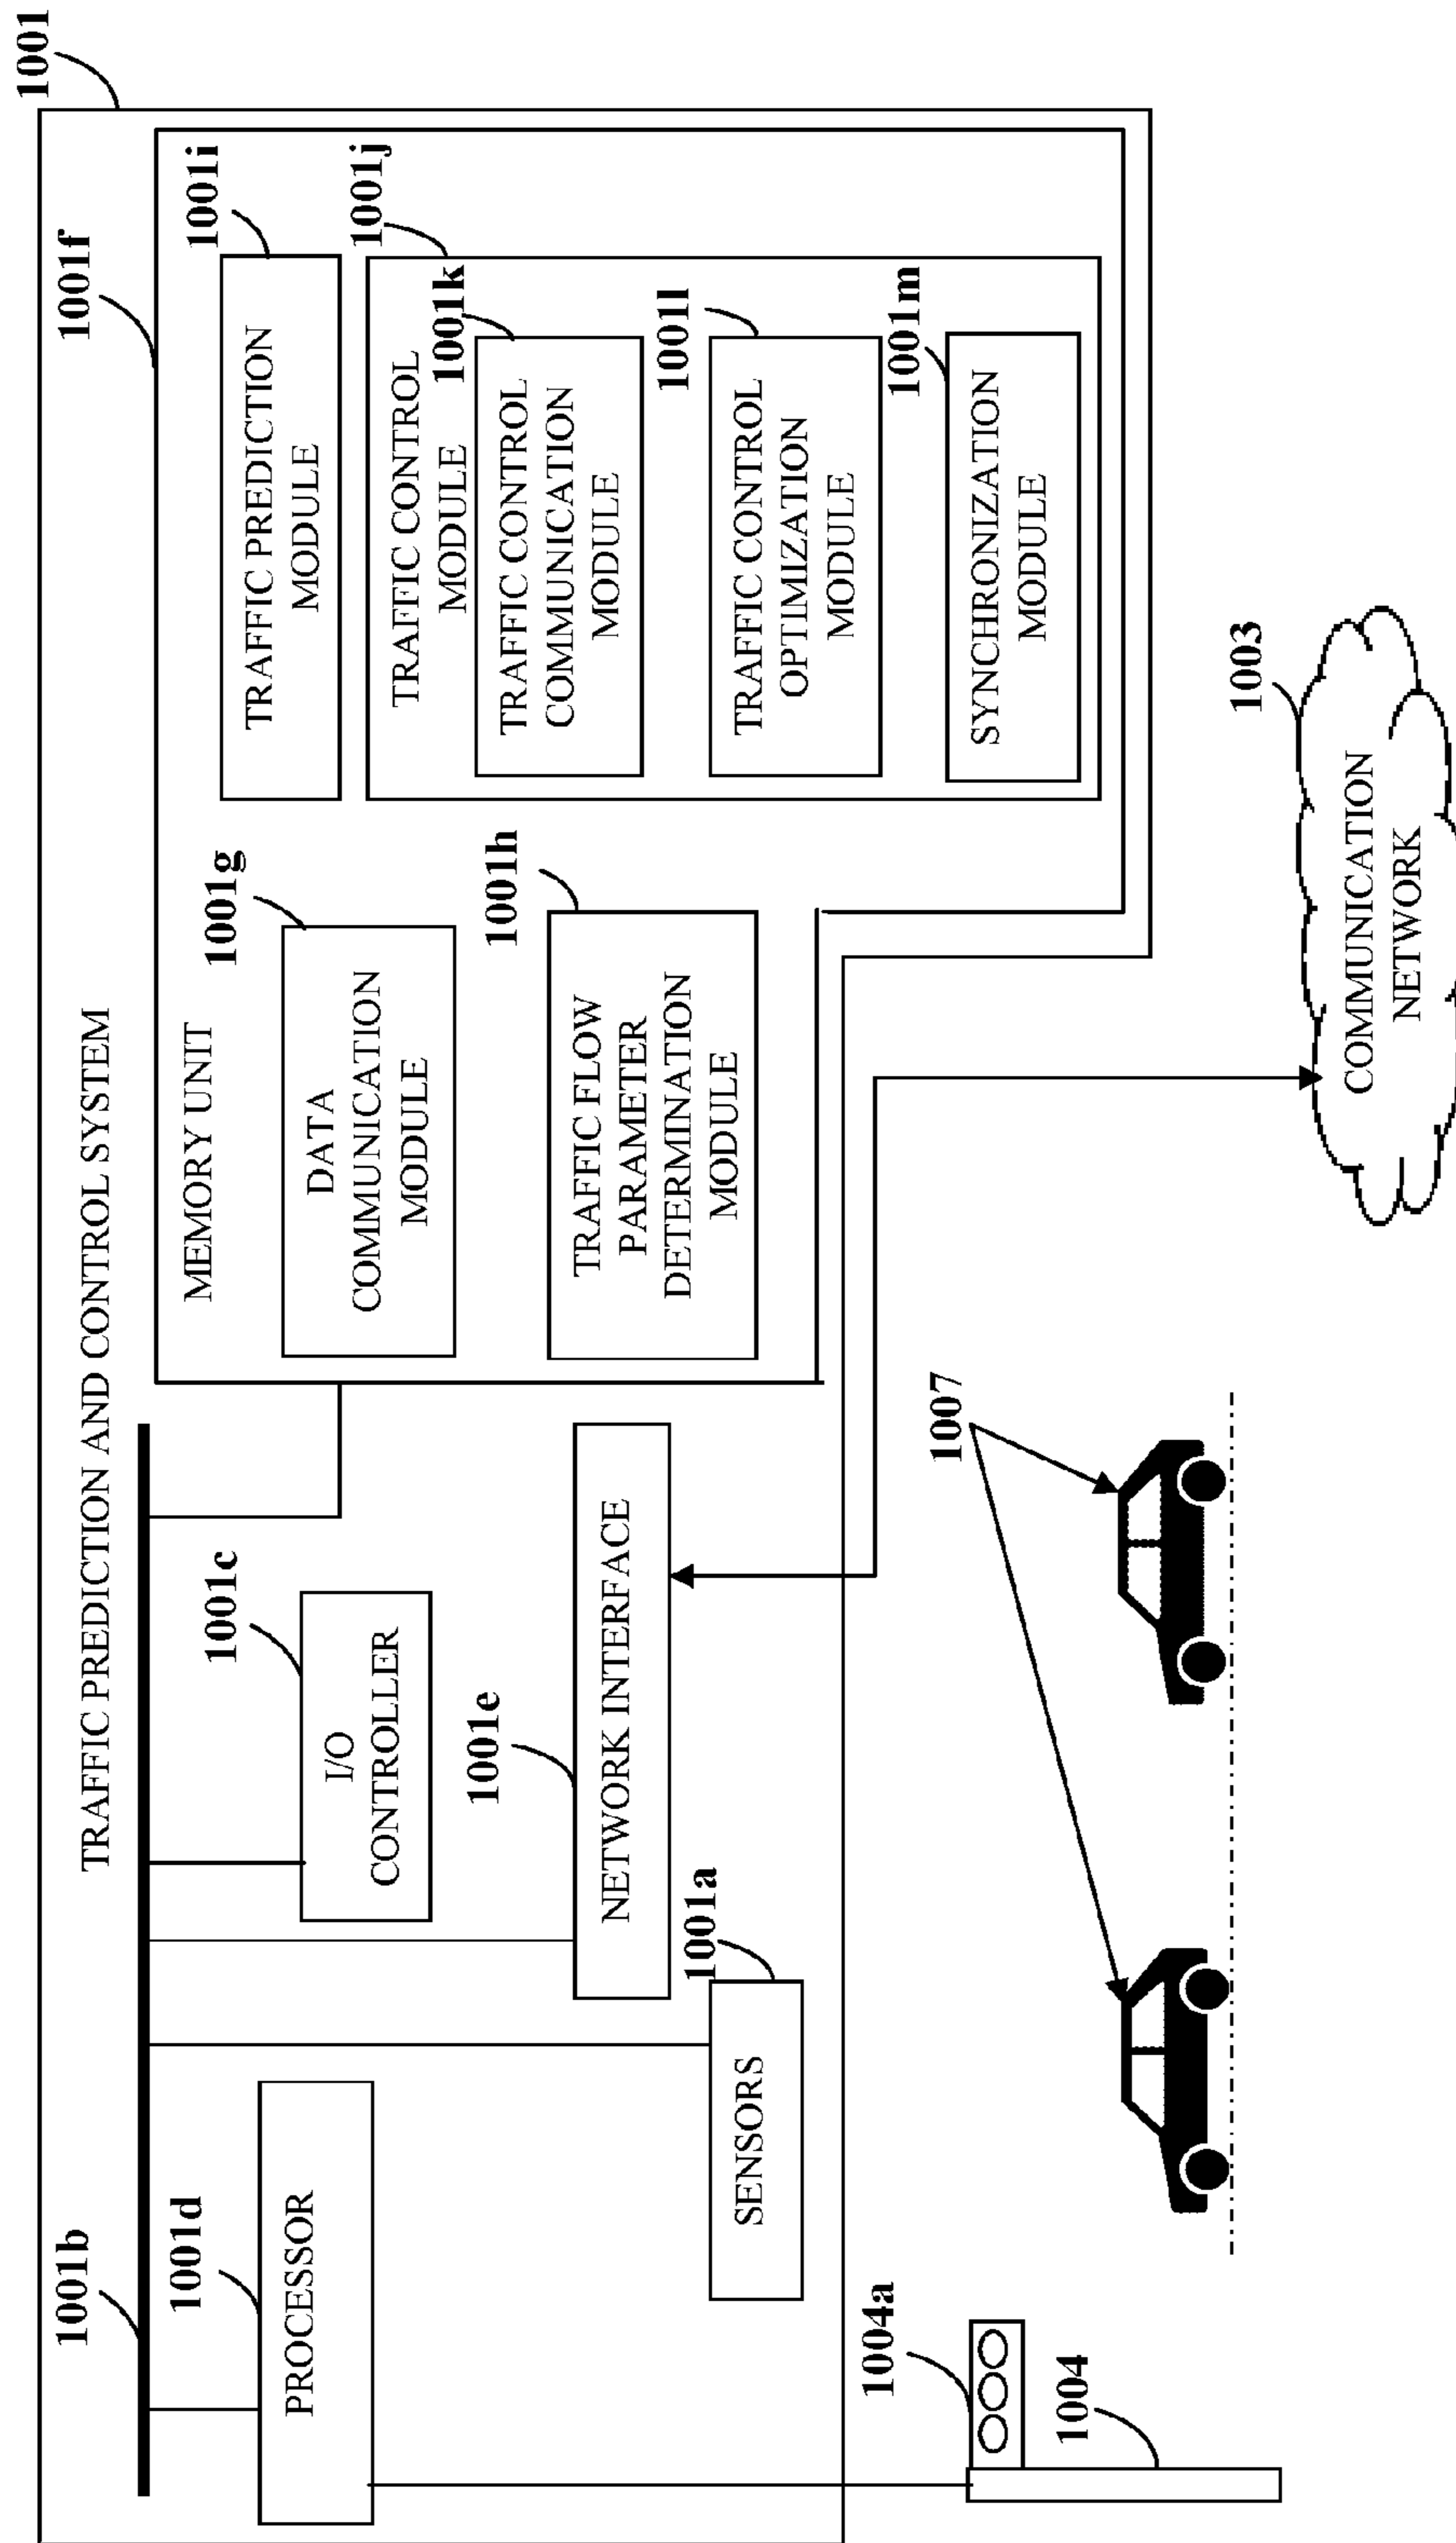 1001
TRAFFIC PREDICTION AND CONTROL SYSTEM
1001b
1001d
PROCESSOR
1001c
I/O
CONTROLLER
1001e
NETWORK INTERFACE
1001a
SENSORS
1001f
MEMORY UNIT
1001g
DATA
COMMUNICATION
MODULE
1001h
TRAFFIC FLOW
PARAMETER
DETERMINATION
MODULE
1001i
TRAFFIC PREDICTION
MODULE
1001j
TRAFFIC CONTROL
MODULE
1001k
TRAFFIC CONTROL
COMMUNICATION
MODULE
1001l
TRAFFIC CONTROL
OPTIMIZATION
MODULE
1001m
SYNCHRONIZATION
MODULE
1004a
1004
1007
1003
COMMUNICATION
NETWORK